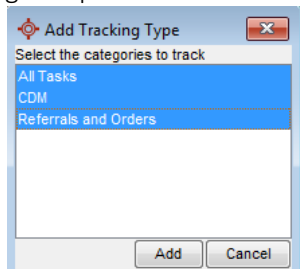 Add Tracking Type
Select the categories to track
All Tasks
CDM
Referrals and Orders
Add
Cancel